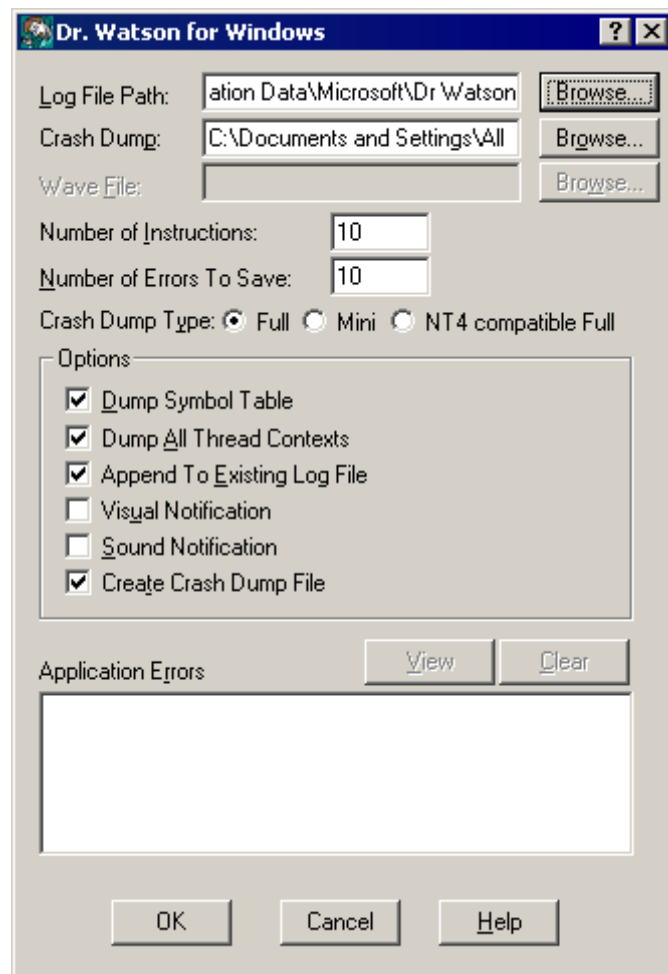 Dr. Watson for Windows
Log File Path: ation Data\Microsoft\Dr Watson Browse...
Crash Dump: C:\Documents and Settings\All Browse...
Wave File: Browse...
Number of Instructions: 10
Number of Errors To Save: 10
Crash Dump Type: Full Mini NT4 compatible Full
Options
Dump Symbol Table
Dump All Thread Contexts
Append To Existing Log File
Visual Notification
Sound Notification
Create Crash Dump File
Application Errors View Clear
OK Cancel Help